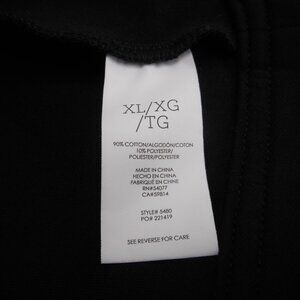 XL/XG
/TG
90% COTTON/ALGODÓN/COTON
10% POLYESTER/
POLIÉSTER/POLYESTER
MADE IN CHINA
HECHO EN CHINA
FABRIQUÉ EN CHINE
RN#54077
CA#59814
STYLE# 5480
PO# 221419
SEE REVERSE FOR CARE